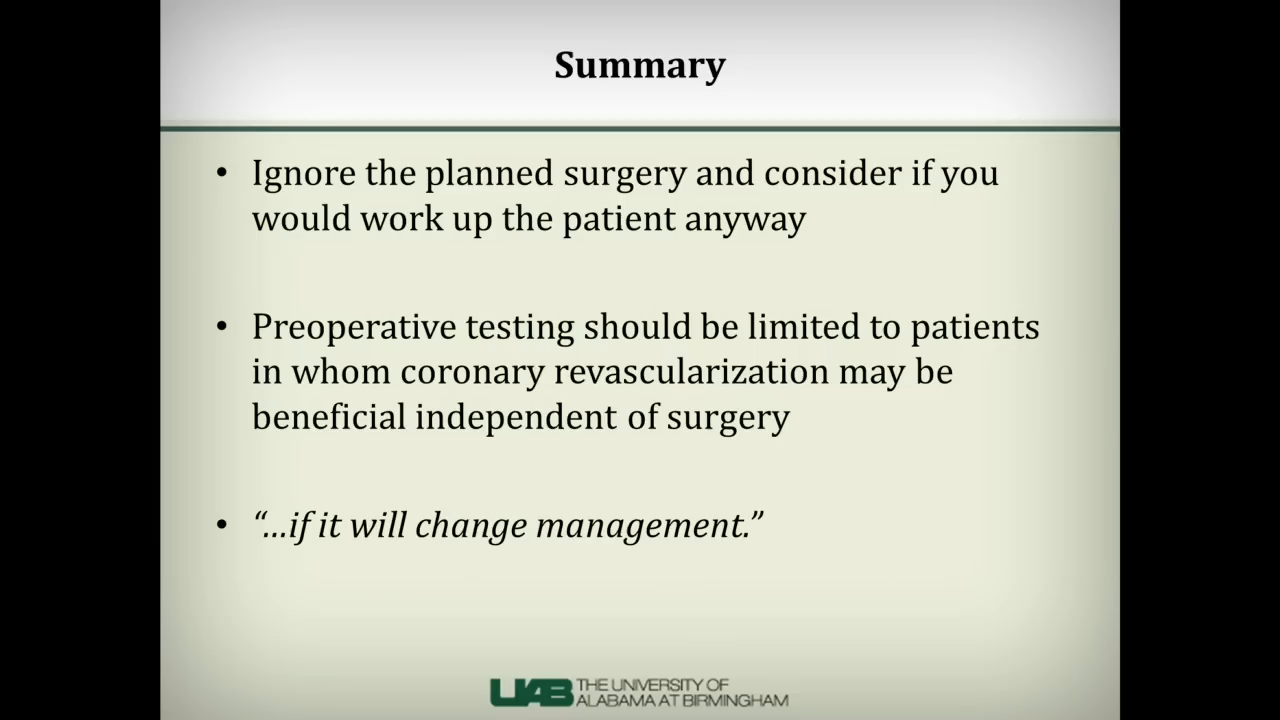 Summary
• Ignore the planned surgery and consider if you
would work up the patient anyway
• Preoperative testing should be limited to patients
in whom coronary revascularization may be
beneficial independent of surgery
• “…if it will change management.”
UAB THE UNIVERSITY OF
ALABAMA AT BIRMINGHAM